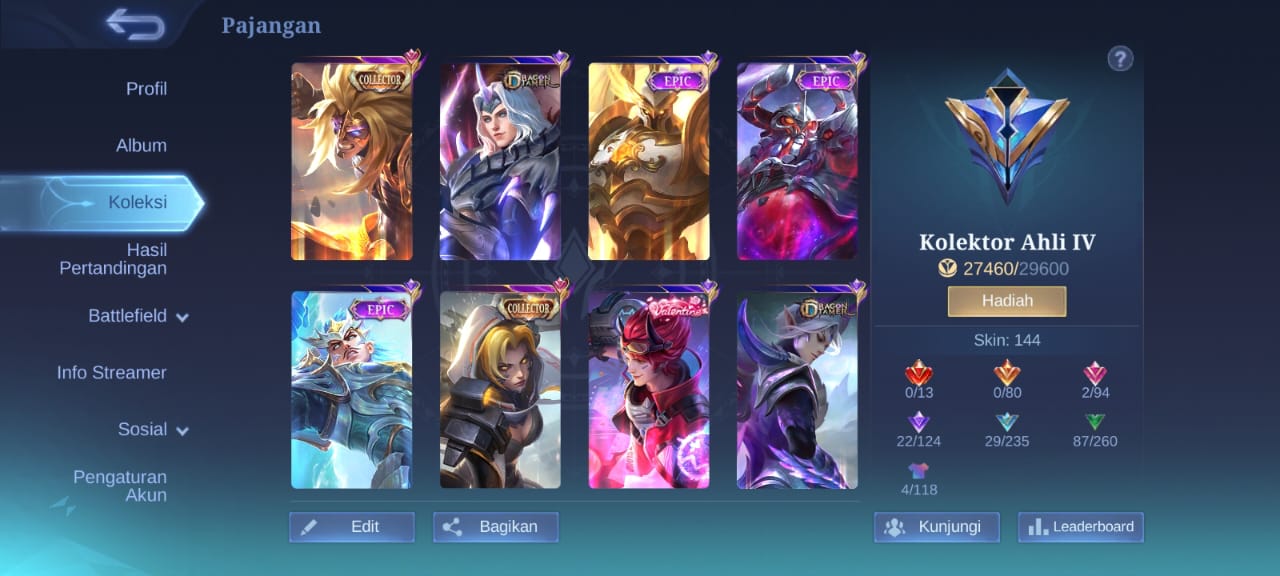 Pajangan
Profil
Album
Koleksi
Hasil
Pertandingan
Battlefield
Info Streamer
Sosial
Pengaturan
Akun
COLLECTOR
DRAGON
TAMER
EPIC
EPIC
EPIC
COLLECTOR
Valentine
DRAGON
TAMER
Edit
Bagikan
?
Kolektor Ahli IV
27460/29600
Hadiah
Skin: 144
0/13
0/80
2/94
22/124
29/235
87/260
4/118
Kunjungi
Leaderboard